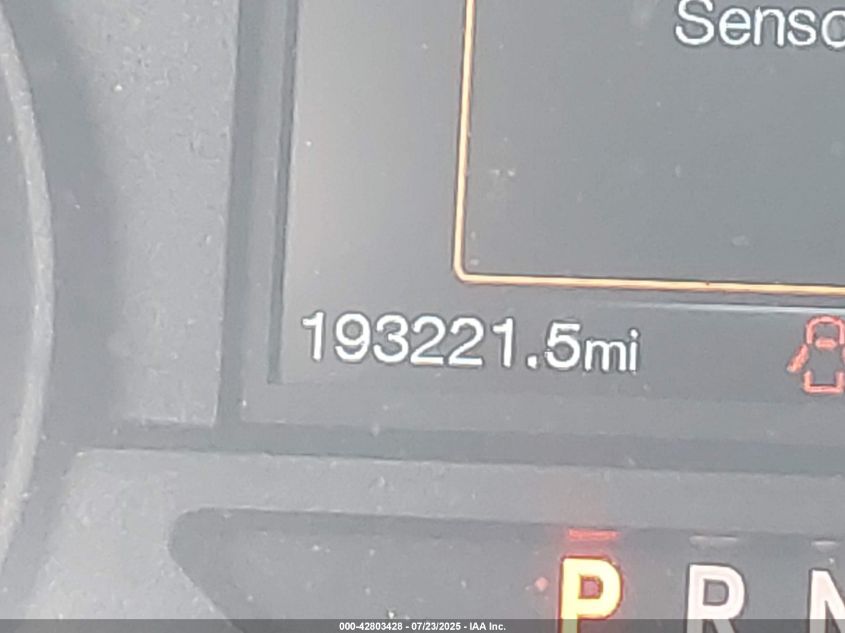 Senso
193221.5mi
P R N
000-42803428 - 07/23/2025 - IAA Inc.